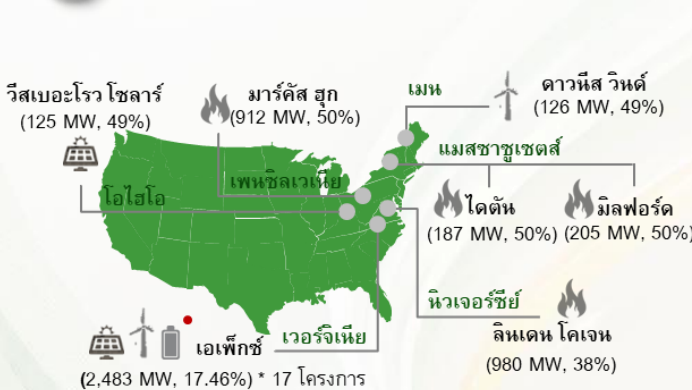 วีสเบอะโรว โซลาร์
(125 MW, 49%)
มาร์คัส ฮุก
(912 MW, 50%)
เมน
ดาวนีส วินด์
(126 MW, 49%)
แมสซาชูเซตส์
เพนซิลเวเนีย
โอไฮโอ
ไดตัน
(187 MW, 50%)
มิลฟอร์ด
(205 MW, 50%)
นิวเจอร์ซีย์
ลินเดน โคเจน
(980 MW, 38%)
เวอร์จิเนีย
เอเพ็กซ์
(2,483 MW, 17.46%) * 17 โครงการ